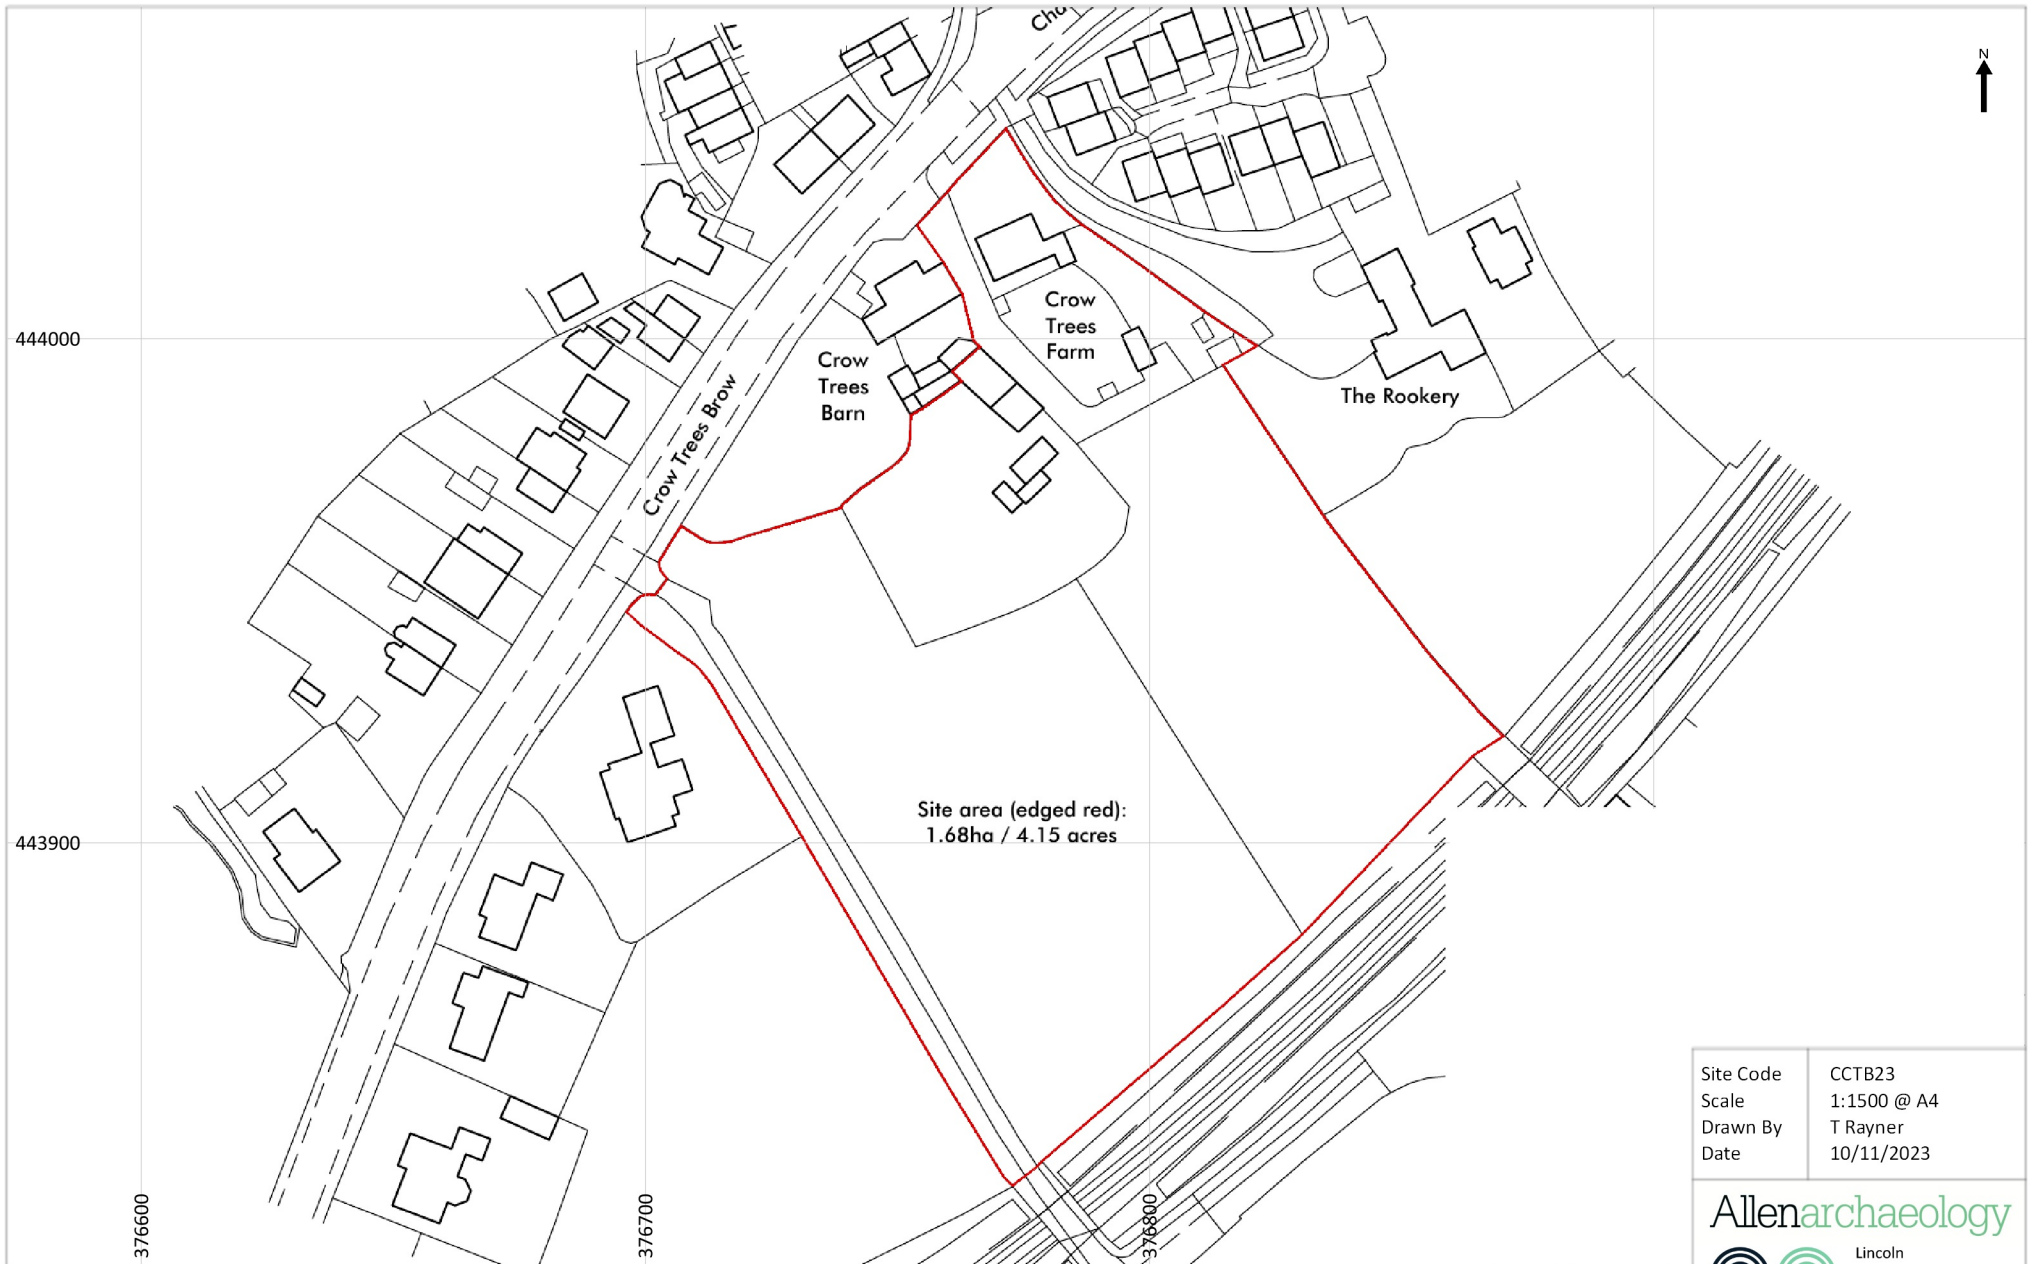 N
444000
Crow
Trees
Farm
Crow
Trees
Barn
Crow Trees Brow
The Rookery
Site area (edged red):
1.68ha / 4.15 acres
443900
376600
376700
376800
Site Code CCTB23
Scale 1:1500 @ A4
Drawn By T Rayner
Date 10/11/2023
Allenarchaeology
Lincoln